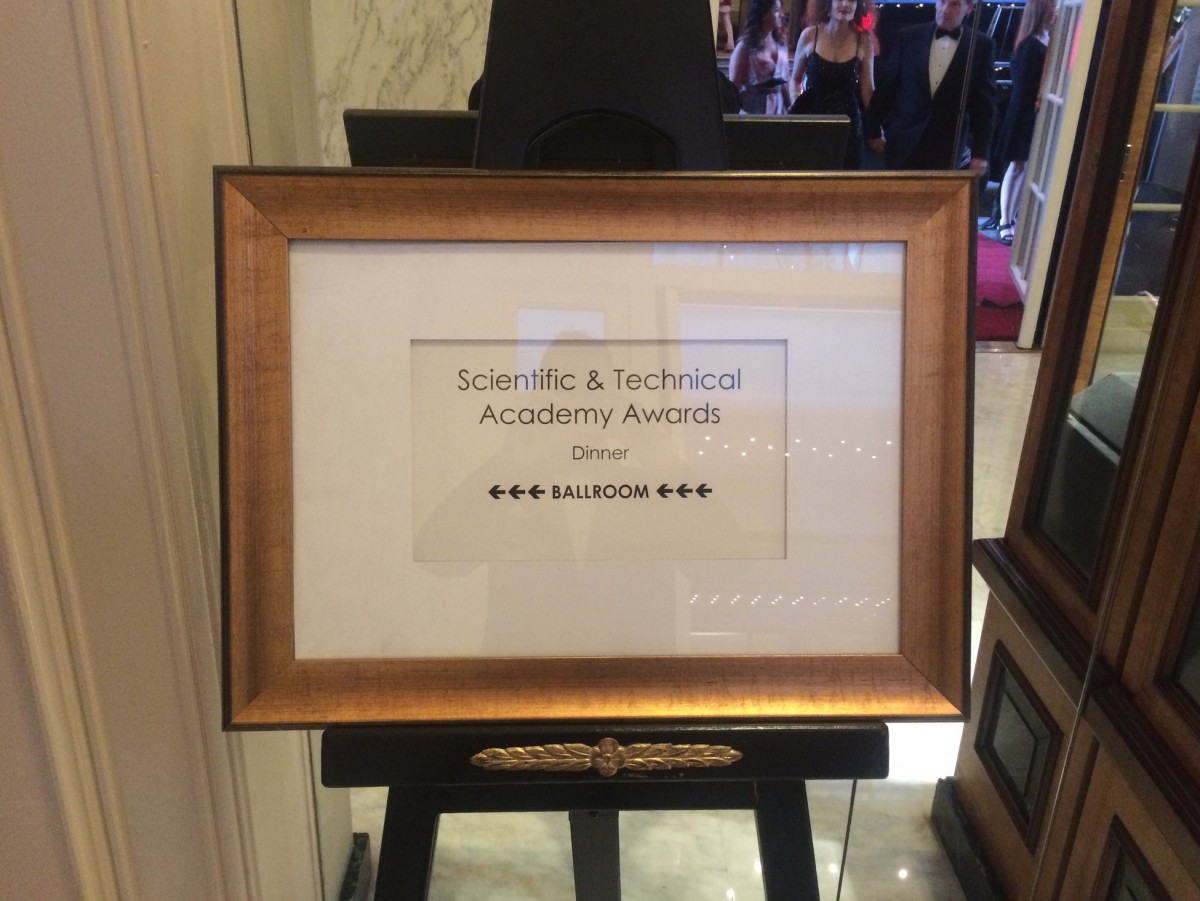 Scientific & Technical
Academy Awards
Dinner
←←← BALLROOM ←←←